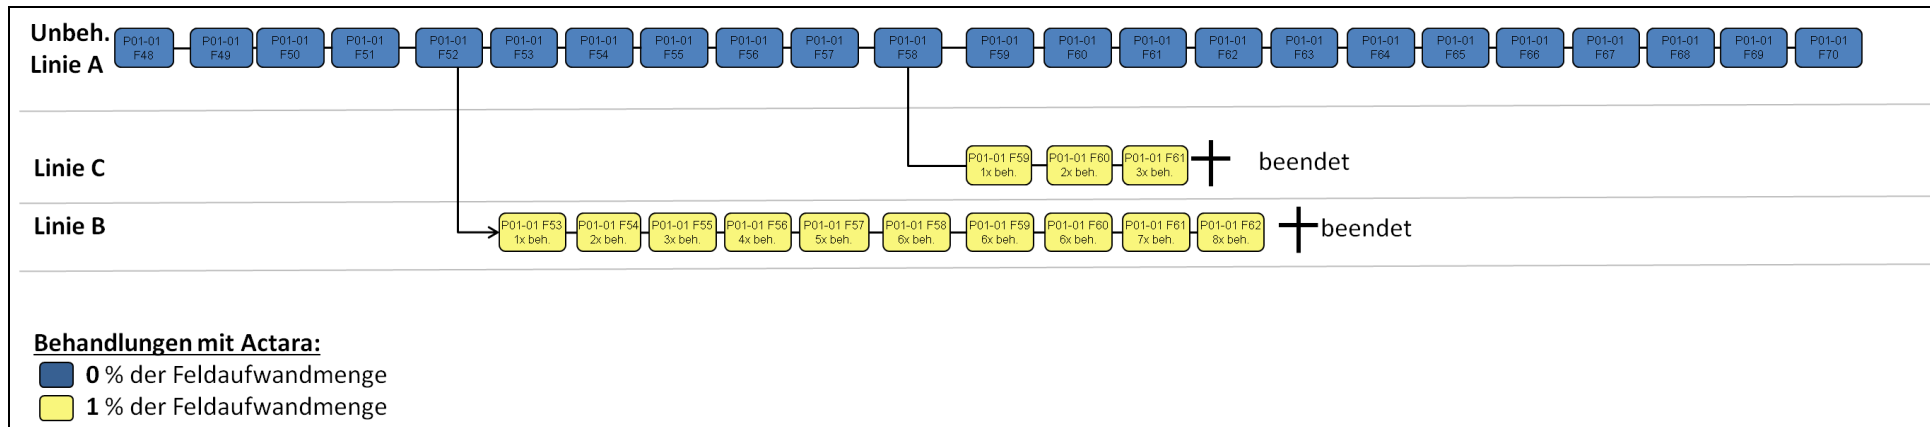 Unbeh.
Linie A
P01-01
F48
P01-01
F49
P01-01
F50
P01-01
F51
P01-01
F52
P01-01
F53
P01-01
F54
P01-01
F55
P01-01
F56
P01-01
F57
P01-01
F58
P01-01
F59
P01-01
F60
P01-01
F61
P01-01
F62
P01-01
F63
P01-01
F64
P01-01
F65
P01-01
F66
P01-01
F67
P01-01
F68
P01-01
F69
P01-01
F70
Linie C
P01-01 F59
1x beh.
P01-01 F60
2x beh.
P01-01 F61
3x beh.
beendet
Linie B
P01-01 F53
1x beh.
P01-01 F54
2x beh.
P01-01 F55
3x beh.
P01-01 F56
4x beh.
P01-01 F57
5x beh.
P01-01 F58
6x beh.
P01-01 F59
6x beh.
P01-01 F60
6x beh.
P01-01 F61
7x beh.
P01-01 F62
8x beh.
beendet
Behandlungen mit Actara:
0 % der Feldaufwandmenge
1 % der Feldaufwandmenge